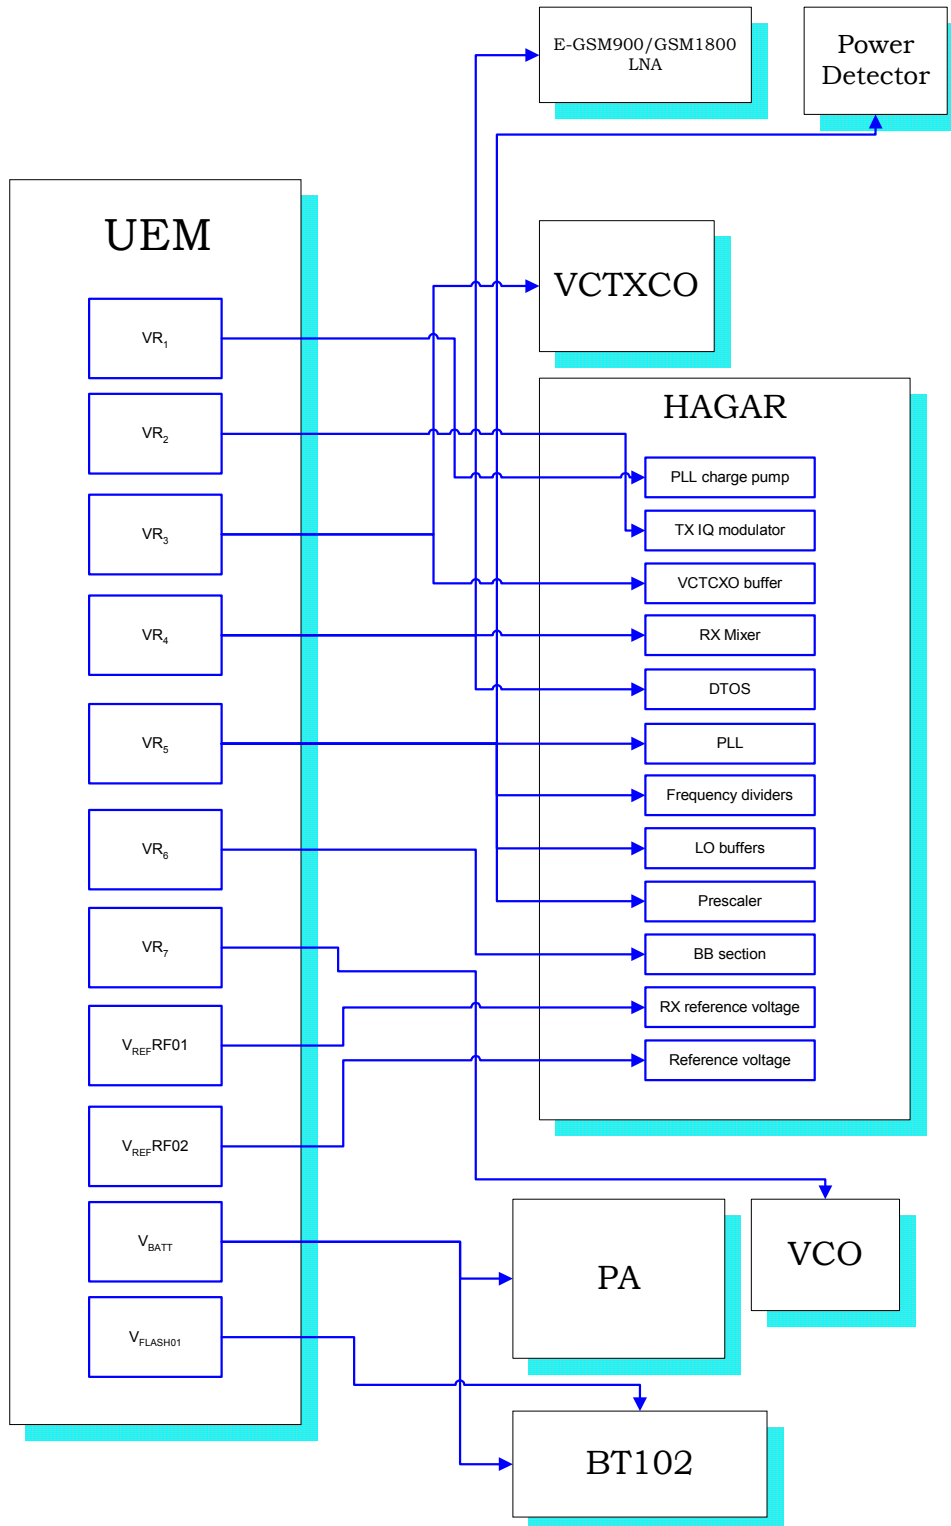 E-GSM900/GSM1800
LNA
Power
Detector
UEM
VCTXCO
VR1
HAGAR
VR2
PLL charge pump
TX IQ modulator
VR3
VCTCXO buffer
VR4
RX Mixer
DTOS
VR5
PLL
Frequency dividers
VR6
LO buffers
Prescaler
VR7
BB section
RX reference voltage
VREFRF01
Reference voltage
VREFRF02
VBATT
PA
VCO
VFLASH01
BT102